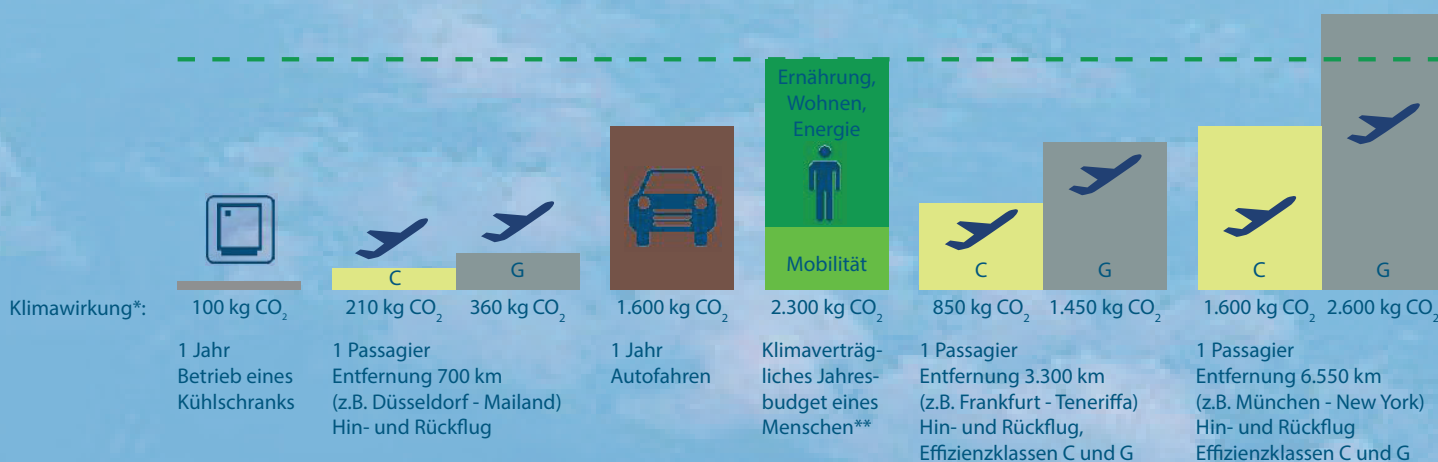 Ernährung,
Wohnen,
Energie
Mobilität
C
G
C
G
C
G
Klimawirkung*:
100 kg CO₂
210 kg CO₂
360 kg CO₂
1.600 kg CO₂
2.300 kg CO₂
850 kg CO₂
1.450 kg CO₂
1.600 kg CO₂
2.600 kg CO₂
1 Jahr
Betrieb eines
Kühlschranks
1 Passagier
Entfernung 700 km
(z.B. Düsseldorf - Mailand)
Hin- und Rückflug
1 Jahr
Autofahren
Klimaverträg-
liches Jahres-
budget eines
Menschen**
1 Passagier
Entfernung 3.300 km
(z.B. Frankfurt - Teneriffa)
Hin- und Rückflug,
Effizienzklassen C und G
1 Passagier
Entfernung 6.550 km
(z.B. München - New York)
Hin- und Rückflug
Effizienzklassen C und G